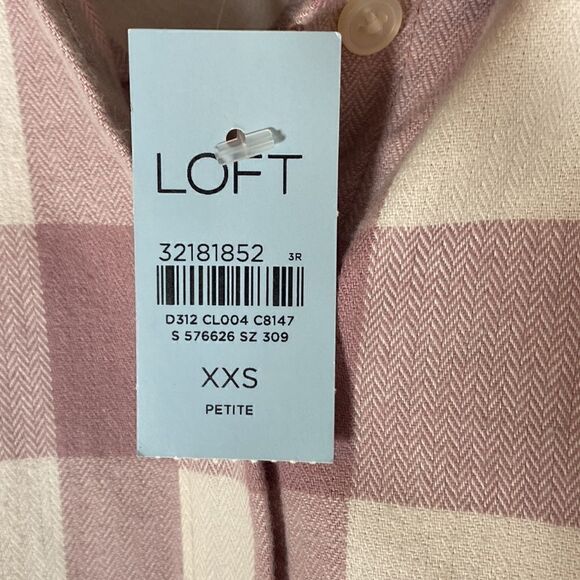 LOFT
32181852 3R
D312 CL004 C8147
S 576626 SZ 309
XXS
PETITE